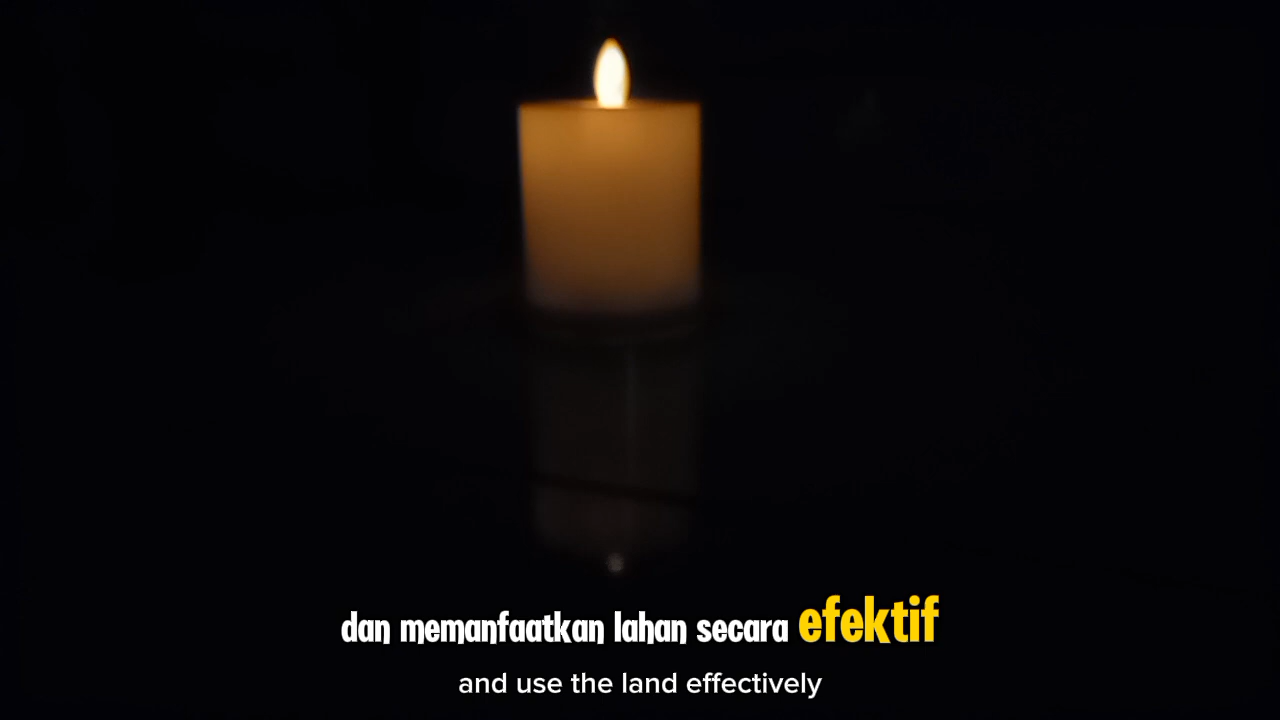 dan memanfaatkan lahan secara efektif
and use the land effectively